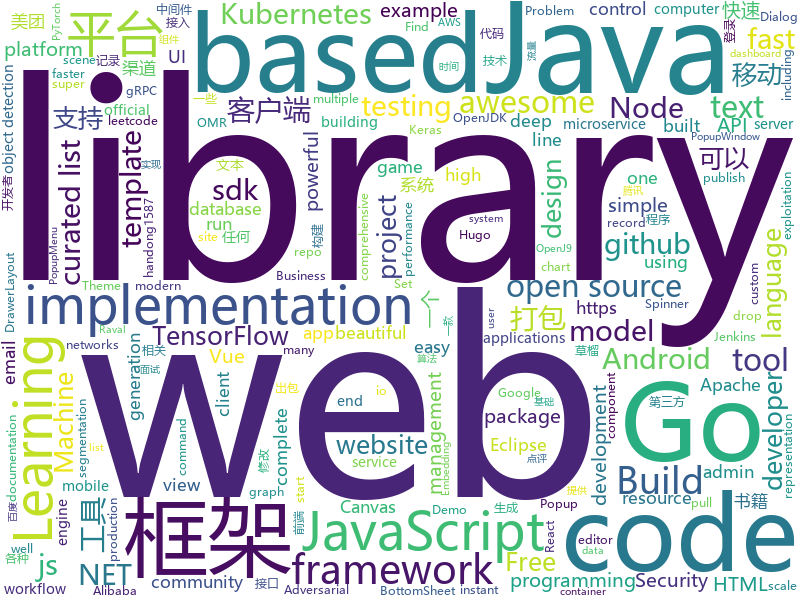 library
web
basedJava
Go
code
框架
implementation
JavaScript
framework
Learning
平台
Kubernetes
example
control
computer
快速
Dialog
AWS
Problem
中间件
接入
PyTorch
美团
platform
渠道
scene
记录
faster
super
UI
gRPC
一些
official
leetcode
支持
客户端
testing
awesome
Find
代码
技术
流量
登录
组件
dashboard
including
fast
移动
Node
text
multiple
Keras
OpenJDK
deep
line
microservice
built
API
server
building
OMR
object detection
开发者
curated list
template
实现
文本
sdk
database
run
任何
handong1587
PopupMenu
powerful
构建
site
Hugo
comprehensive
repo
project
performance
game
系统
high
system
design
one
simple
record
程序
腾讯
OpenJ9
github
using
可以
PopupWindow
publish
exploitation
language
custom
DrawerLayout
modern
Theme
Business
Set
chart
open source
Spinner
https
model
drop
Jenkins
Android
tool
TensorFlow
app
beautiful
一个
打包
applications
many
Raval
networks
email
Machine
generation
相关
面试
Vue
client
easy
user
一款
算法
草榴
Apache
developer
representation
第三方
component
js
segmentation
documentation
command
list
出包
io
end
website
management
Google
基础
package
Eclipse
点评
development
Build
admin
resource
书籍
百度
mobile
view
修改
complete
service
graph
start
Embedding
production
工具
engine
.NET
各种
workflow
community
Alibaba
接口
生成
前端
Canvas
Demo
instant
Adversarial
BottomSheet
React
Popup
时间
提供
editor
data
container
Free
programming
Security
pull
HTML
well
scale